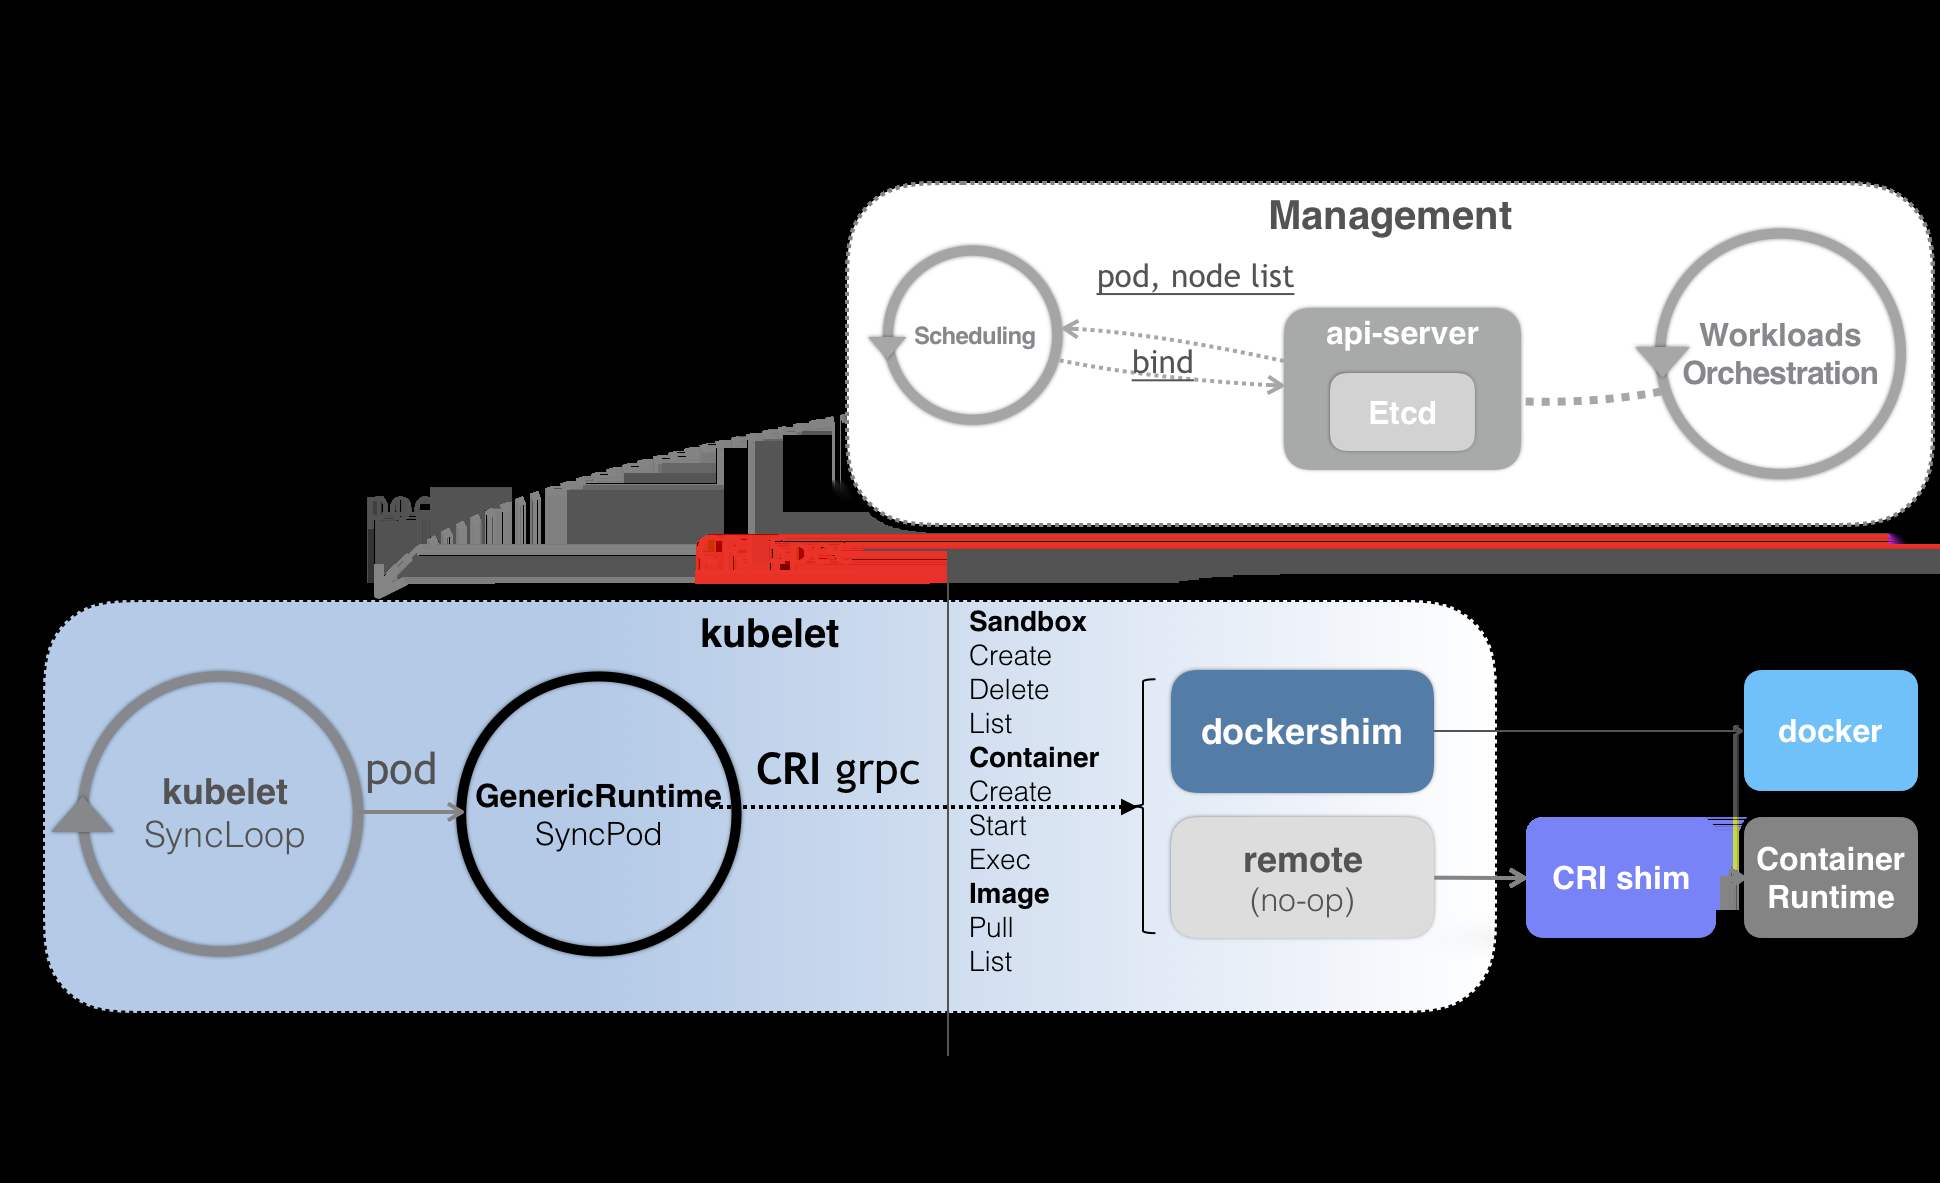 Management
pod, node list
Scheduling
bind
api-server
Etcd
Workloads
Orchestration
CRI Spec
kubelet
kubelet
SyncLoop
pod
GenericRuntime
SyncPod
CRI grpc
Sandbox
Create
Delete
List
Container
Create
Start
Exec
Image
Pull
List
dockershim
remote
(no-op)
docker
CRI shim
Container
Runtime